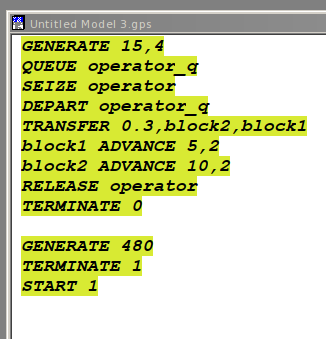 Untitled Model 3.gps
GENERATE 15,4
QUEUE operator_q
SEIZE operator
DEPART operator_q
TRANSFER 0.3,block2,block1
block1 ADVANCE 5,2
block2 ADVANCE 10,2
RELEASE operator
TERMINATE 0
GENERATE 480
TERMINATE 1
START 1